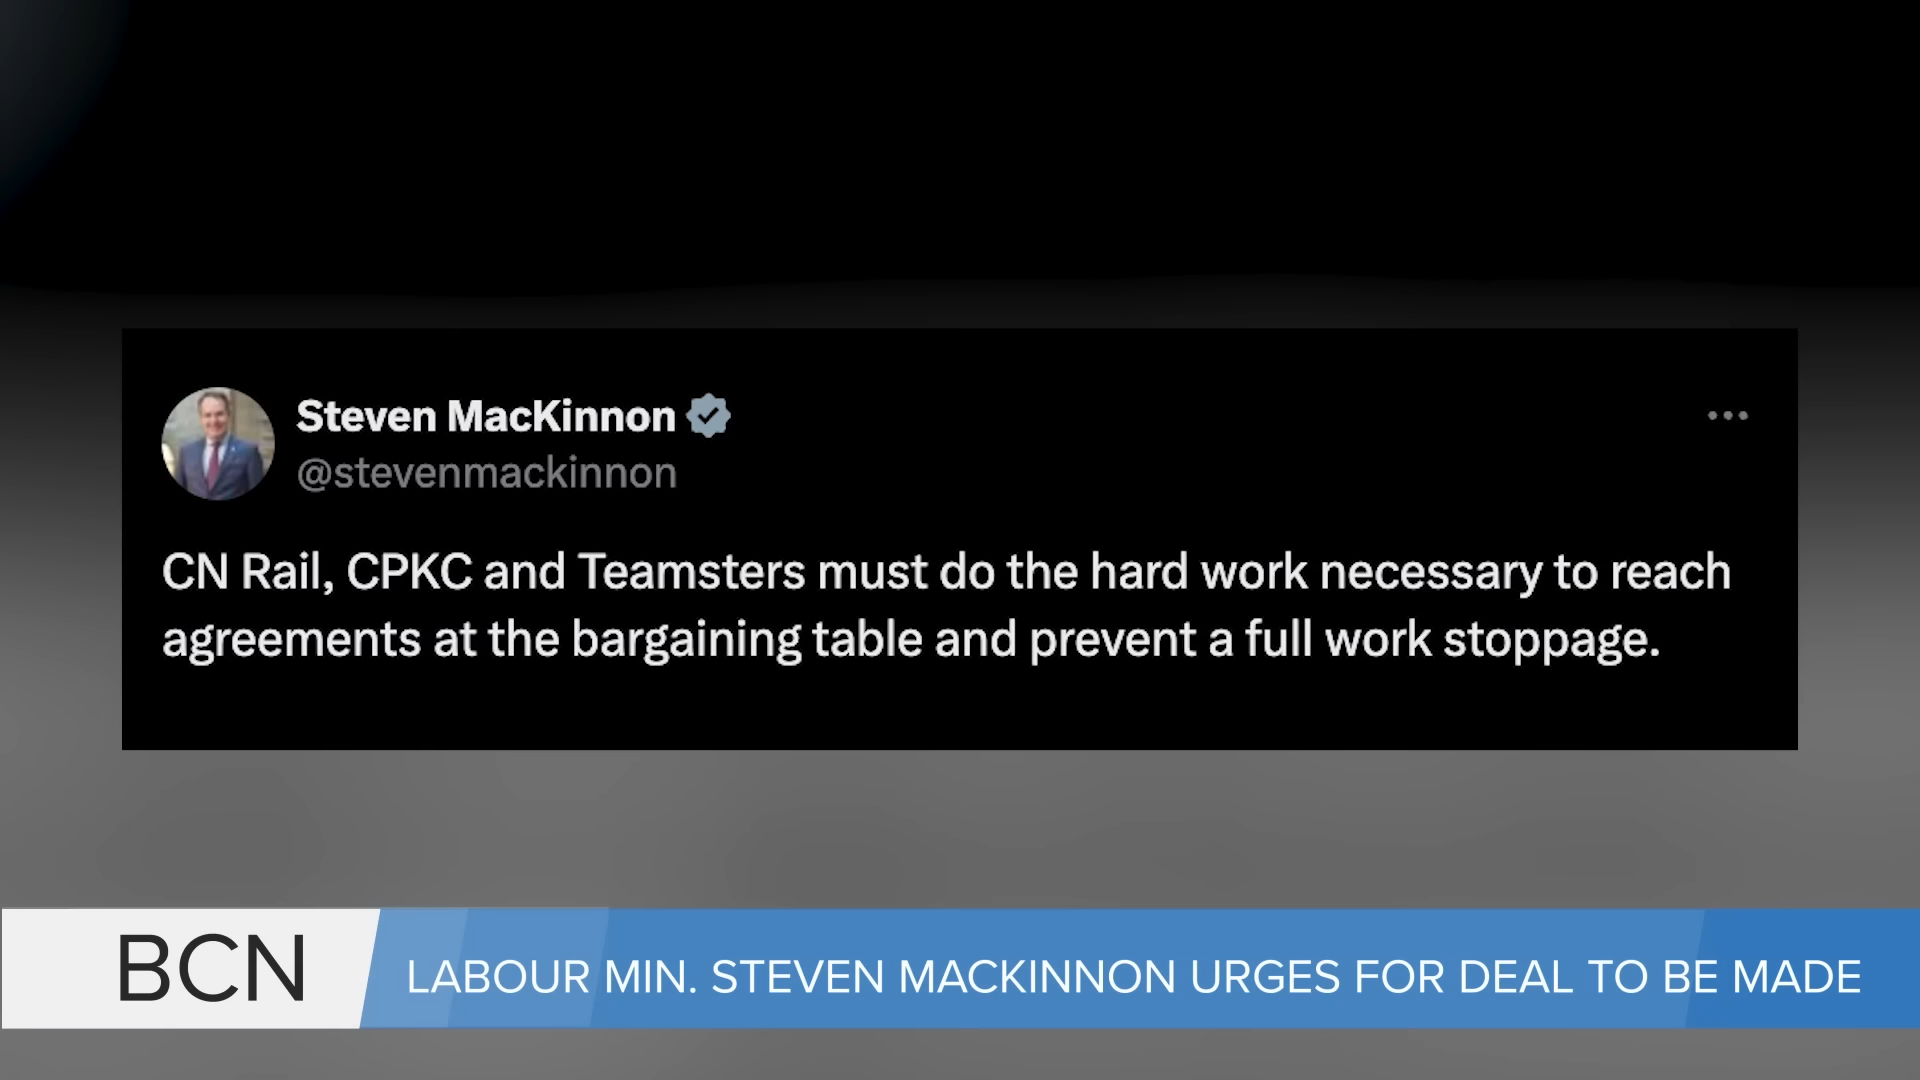 Steven MacKinnon
@stevenmackinnon
CN Rail, CPKC and Teamsters must do the hard work necessary to reach
agreements at the bargaining table and prevent a full work stoppage.
BCN
LABOUR MIN. STEVEN MACKINNON URGES FOR DEAL TO BE MADE